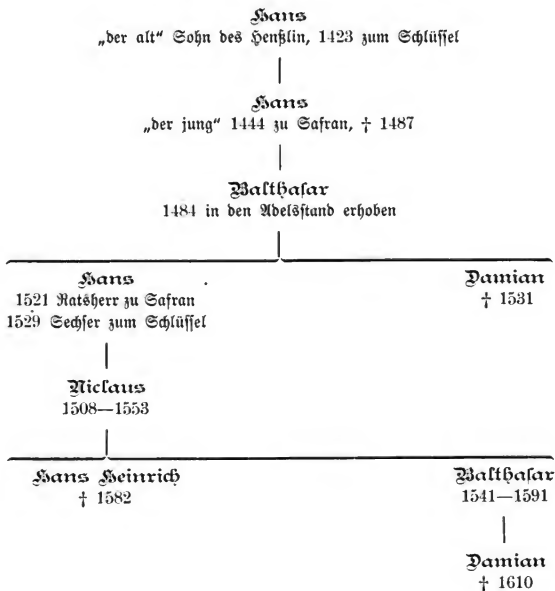 Hans
„der alt“ Sohn des Henßlin, 1423 zum Schlüssel
Hans
„der jung“ 1444 zu Safran, † 1487
Balthasar
1484 in den Adelsstand erhoben
Hans
1521 Ratsherr zu Safran
1529 Sechser zum Schlüssel
Damian
† 1531
Niclaus
1508—1553
Hans Heinrich
† 1582
Balthasar
1541—1591
Damian
† 1610